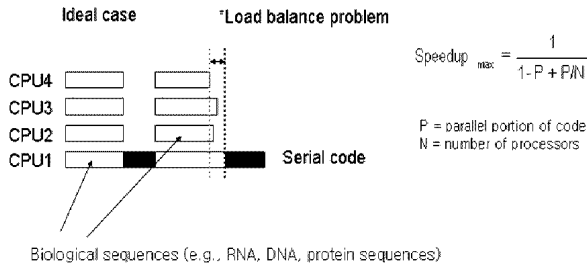 Ideal case
*Load balance problem
CPU4
CPU3
CPU2
CPU1
Serial code
Speedup max = 1
1-P + P/N
P = parallel portion of code
N = number of processors
Biological sequences (e.g., RNA, DNA, protein sequences)